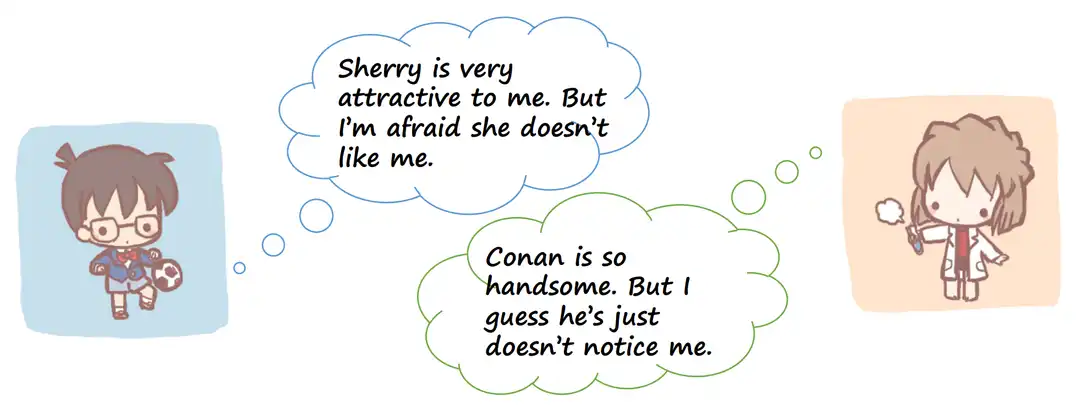 Sherry is very
attractive to me. But
I'm afraid she doesn't
like me.
Conan is so
handsome. But I
guess he's just
doesn't notice me.